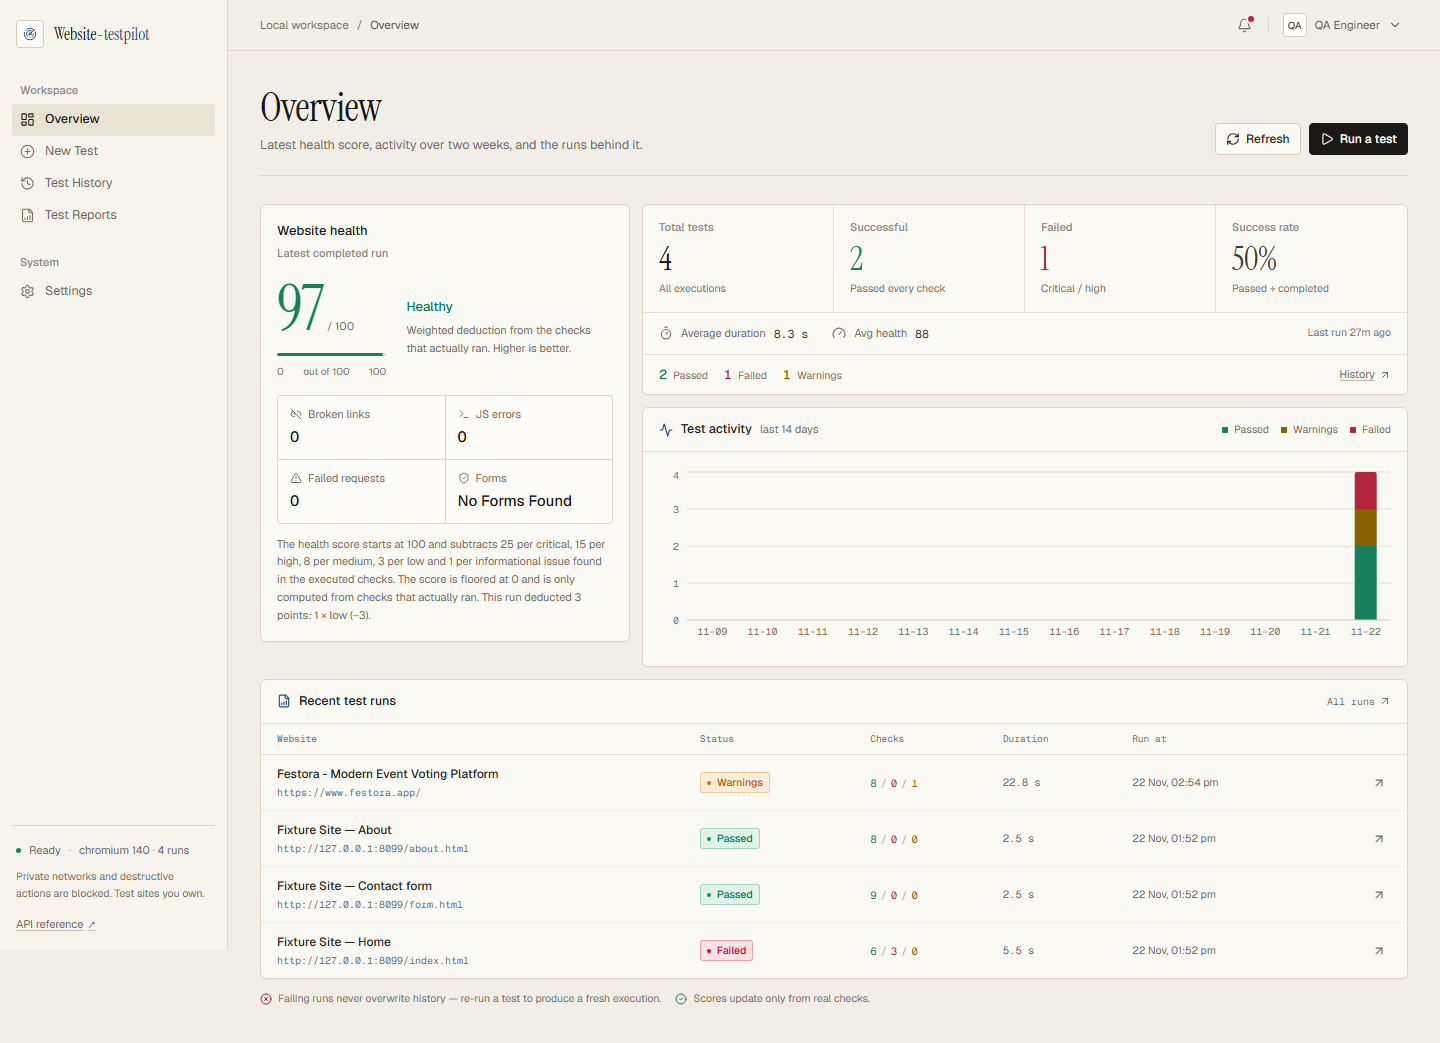 Website-testpilot
Workspace
Overview
New Test
Test History
Test Reports
System
Settings
Ready · chromium 140 · 4 runs
Private networks and destructive
actions are blocked. Test sites you own.
API reference ↗
Local workspace / Overview
QA QA Engineer
Overview
Latest health score, activity over two weeks, and the runs behind it.
Refresh
Run a test
Website health
Latest completed run
97 / 100
0 out of 100 100
Healthy
Weighted deduction from the checks
that actually ran. Higher is better.
Broken links
0
JS errors
0
Failed requests
0
Forms
No Forms Found
The health score starts at 100 and subtracts 25 per critical, 15 per
high, 8 per medium, 3 per low and 1 per informational issue found
in the executed checks. The score is floored at 0 and is only
computed from checks that actually ran. This run deducted 3
points: 1 × low (−3).
Total tests
4
All executions
Successful
2
Passed every check
Failed
1
Critical / high
Success rate
50%
Passed ÷ completed
Average duration 8.3 s Avg health 88 Last run 27m ago
2 Passed 1 Failed 1 Warnings History
Test activity last 14 days
Passed Warnings Failed
4
3
2
1
0
11-09 11-10 11-11 11-12 11-13 11-14 11-15 11-16 11-17 11-18 11-19 11-20 11-21 11-22
Recent test runs All runs
Website Status Checks Duration Run at
Festora - Modern Event Voting Platform
https://www.festora.app/
Warnings 8 / 0 / 1 22.8 s 22 Nov, 02:54 pm
Fixture Site — About
http://127.0.0.1:8099/about.html
Passed 8 / 0 / 0 2.5 s 22 Nov, 01:52 pm
Fixture Site — Contact form
http://127.0.0.1:8099/form.html
Passed 9 / 0 / 0 2.5 s 22 Nov, 01:52 pm
Fixture Site — Home
http://127.0.0.1:8099/index.html
Failed 6 / 3 / 0 5.5 s 22 Nov, 01:52 pm
Failing runs never overwrite history — re-run a test to produce a fresh execution. Scores update only from real checks.